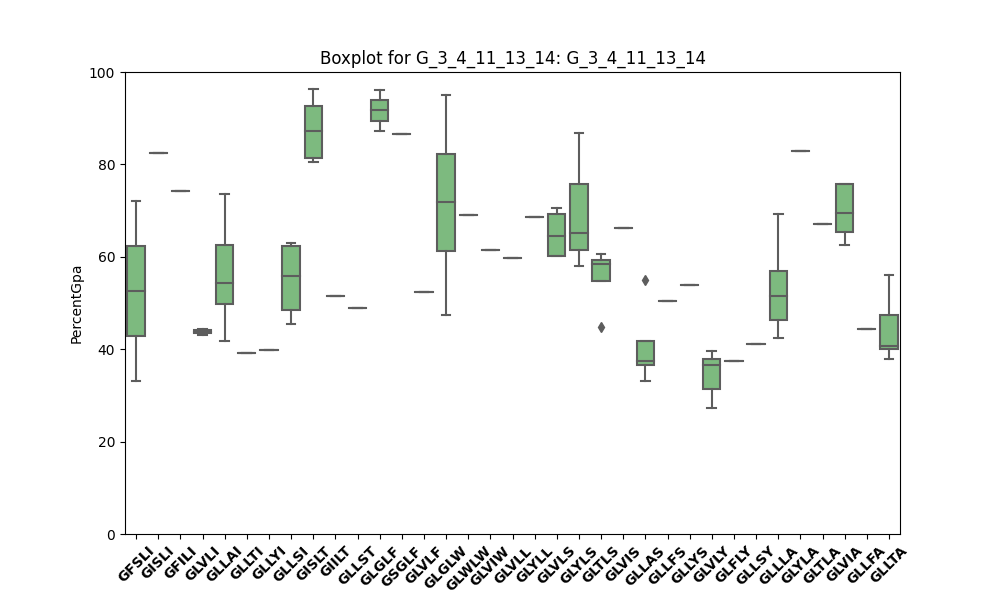 Boxplot for G_3_4_11_13_14: G_3_4_11_13_14
PercentGpa
100
80
60
40
20
0
GFSLI
GISLI
GFILI
GLVLI
GLLAI
GLLTI
GLLYI
GLLSI
GISLT
GIILT
GLLST
GLGLF
GSGLF
GLVLF
GLGLW
GLWLW
GLVIW
GLVLL
GLYLL
GLVLS
GLYLS
GLTLS
GLVIS
GLLAS
GLLFS
GLLYS
GLVLY
GLFLY
GLLSY
GLLLA
GLYLA
GLTLA
GLVIA
GLLFA
GLLTA